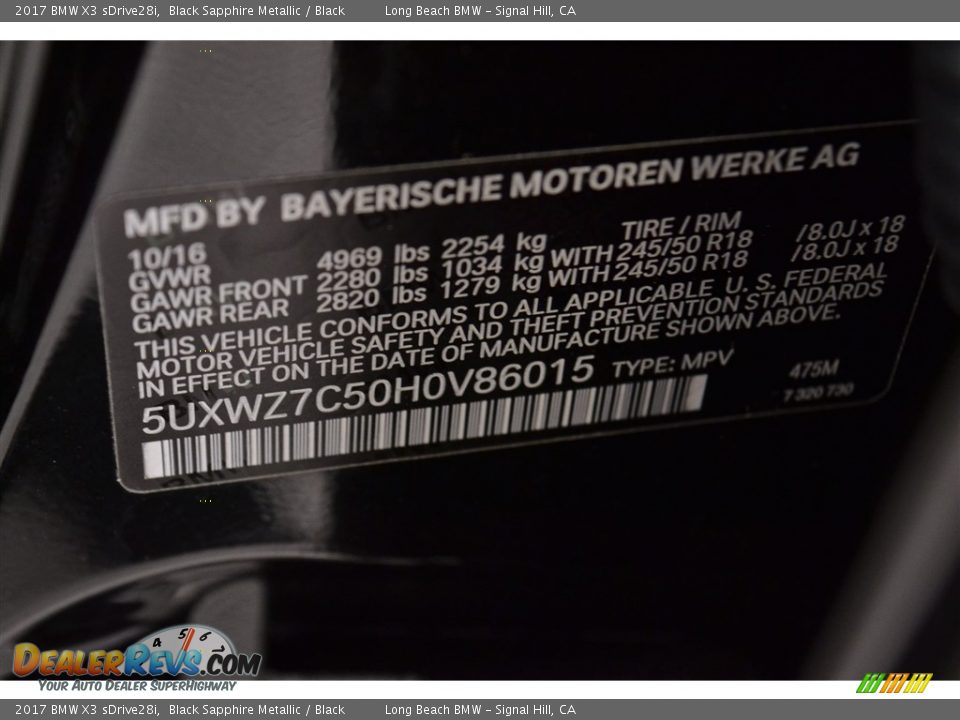 2017 BMW X3 sDrive28i, Black Sapphire Metallic / Black Long Beach BMW - Signal Hill, CA
MFD BY BAYERISCHE MOTOREN WERKE AG
10/16 TIRE / RIM
GVWR 4969 lbs 2254 kg
GAWR FRONT 2280 lbs 1034 kg WITH 245/50 R18 /8.0J x 18
GAWR REAR 2820 lbs 1279 kg WITH 245/50 R18 /8.0J x 18
THIS VEHICLE CONFORMS TO ALL APPLICABLE U. S. FEDERAL
MOTOR VEHICLE SAFETY AND THEFT PREVENTION STANDARDS
IN EFFECT ON THE DATE OF MANUFACTURE SHOWN ABOVE.
5UXWZ7C50H0V86015 TYPE: MPV 475M
7 320 730
4 5 6 7
DEALERREVS.COM
YOUR AUTO DEALER SUPERHIGHWAY
2017 BMW X3 sDrive28i, Black Sapphire Metallic / Black Long Beach BMW - Signal Hill, CA